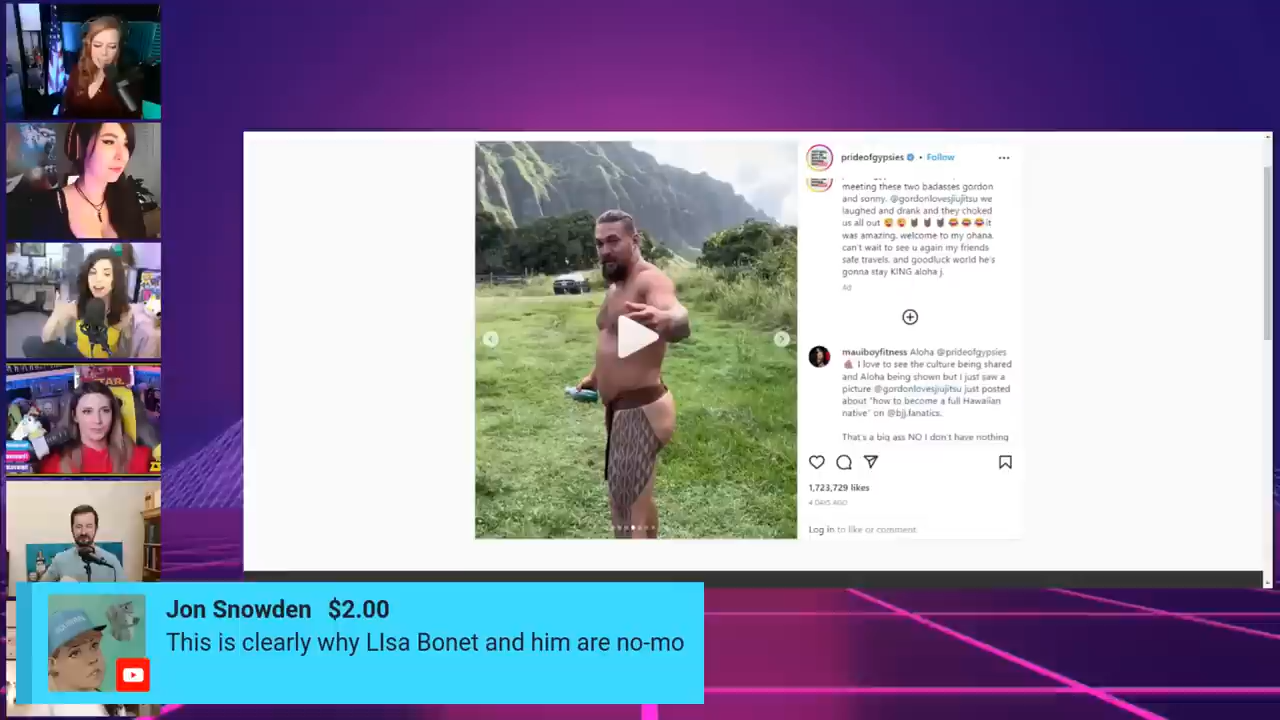 prideofgypsies • Follow
meeting these two badasses gordon
and sonny. @gordonlovesjiujitsu we
laughed and drank and they choked
us all out 🥵🥵🤘🏿🤘🏿🤘🏿😂😂😂it
was amazing. welcome to my ohana.
can't wait to see u again my friends
safe travels. and goodluck world he's
gonna stay KING aloha j.
4d
mauiboyfitness Aloha @prideofgypsies
🤙🏽 I love to see the culture being shared
and Aloha being shown but I just saw a
picture @gordonlovesjiujitsu just posted
about "how to become a full Hawaiian
native" on @bjj.fanatics.
That's a big ass NO I don't have nothing
1,723,729 likes
4 DAYS AGO
Log in to like or comment.
Jon Snowden $2.00
This is clearly why LIsa Bonet and him are no-mo